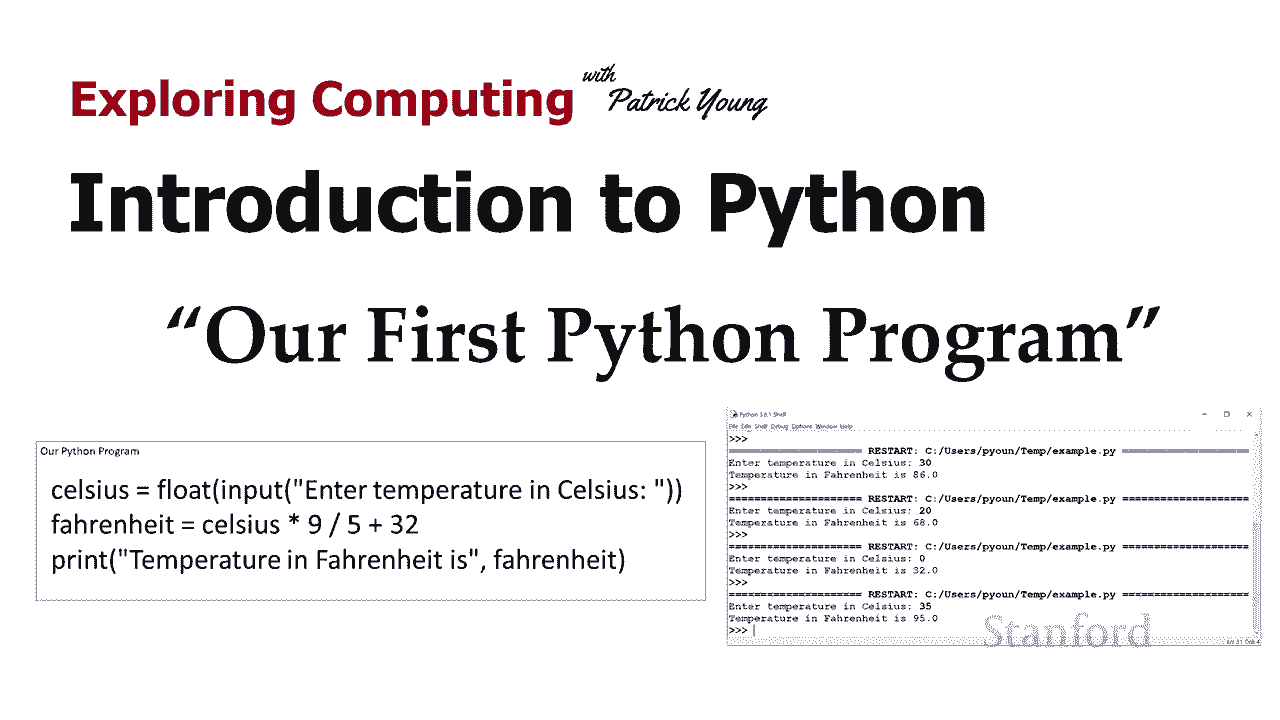 Exploring Computing with Patrick Young
Introduction to Python
“Our First Python Program”
Our Python Program
celsius = float(input("Enter temperature in Celsius: "))
fahrenheit = celsius * 9 / 5 + 32
print("Temperature in Fahrenheit is", fahrenheit)
Python 3.8.1 Shell
File Edit Shell Debug Options Window Help
>>>
==================== RESTART: C:/Users/pyoun/Temp/example.py ====================
Enter temperature in Celsius: 30
Temperature in Fahrenheit is 86.0
>>>
==================== RESTART: C:/Users/pyoun/Temp/example.py ====================
Enter temperature in Celsius: 20
Temperature in Fahrenheit is 68.0
>>>
==================== RESTART: C:/Users/pyoun/Temp/example.py ====================
Enter temperature in Celsius: 0
Temperature in Fahrenheit is 32.0
>>>
==================== RESTART: C:/Users/pyoun/Temp/example.py ====================
Enter temperature in Celsius: 35
Temperature in Fahrenheit is 95.0
>>>
Stanford